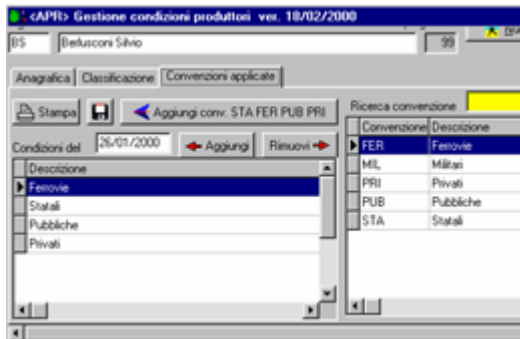 <APR> Gestione condizioni produttori ver. 18/02/2000
BS Berlusconi Silvio 99
Anagrafica Classificazione Convenzioni applicate
Stampa Aggiungi conv. STA FER PUB PRI
Ricerca convenzione
Condizioni del 26/01/2000 Aggiungi Rimuovi
Descrizione
Ferrovie
Statali
Pubbliche
Privati
Convenzione Descrizione
FER Ferrovie
MIL Militari
PRI Privati
PUB Pubbliche
STA Statali